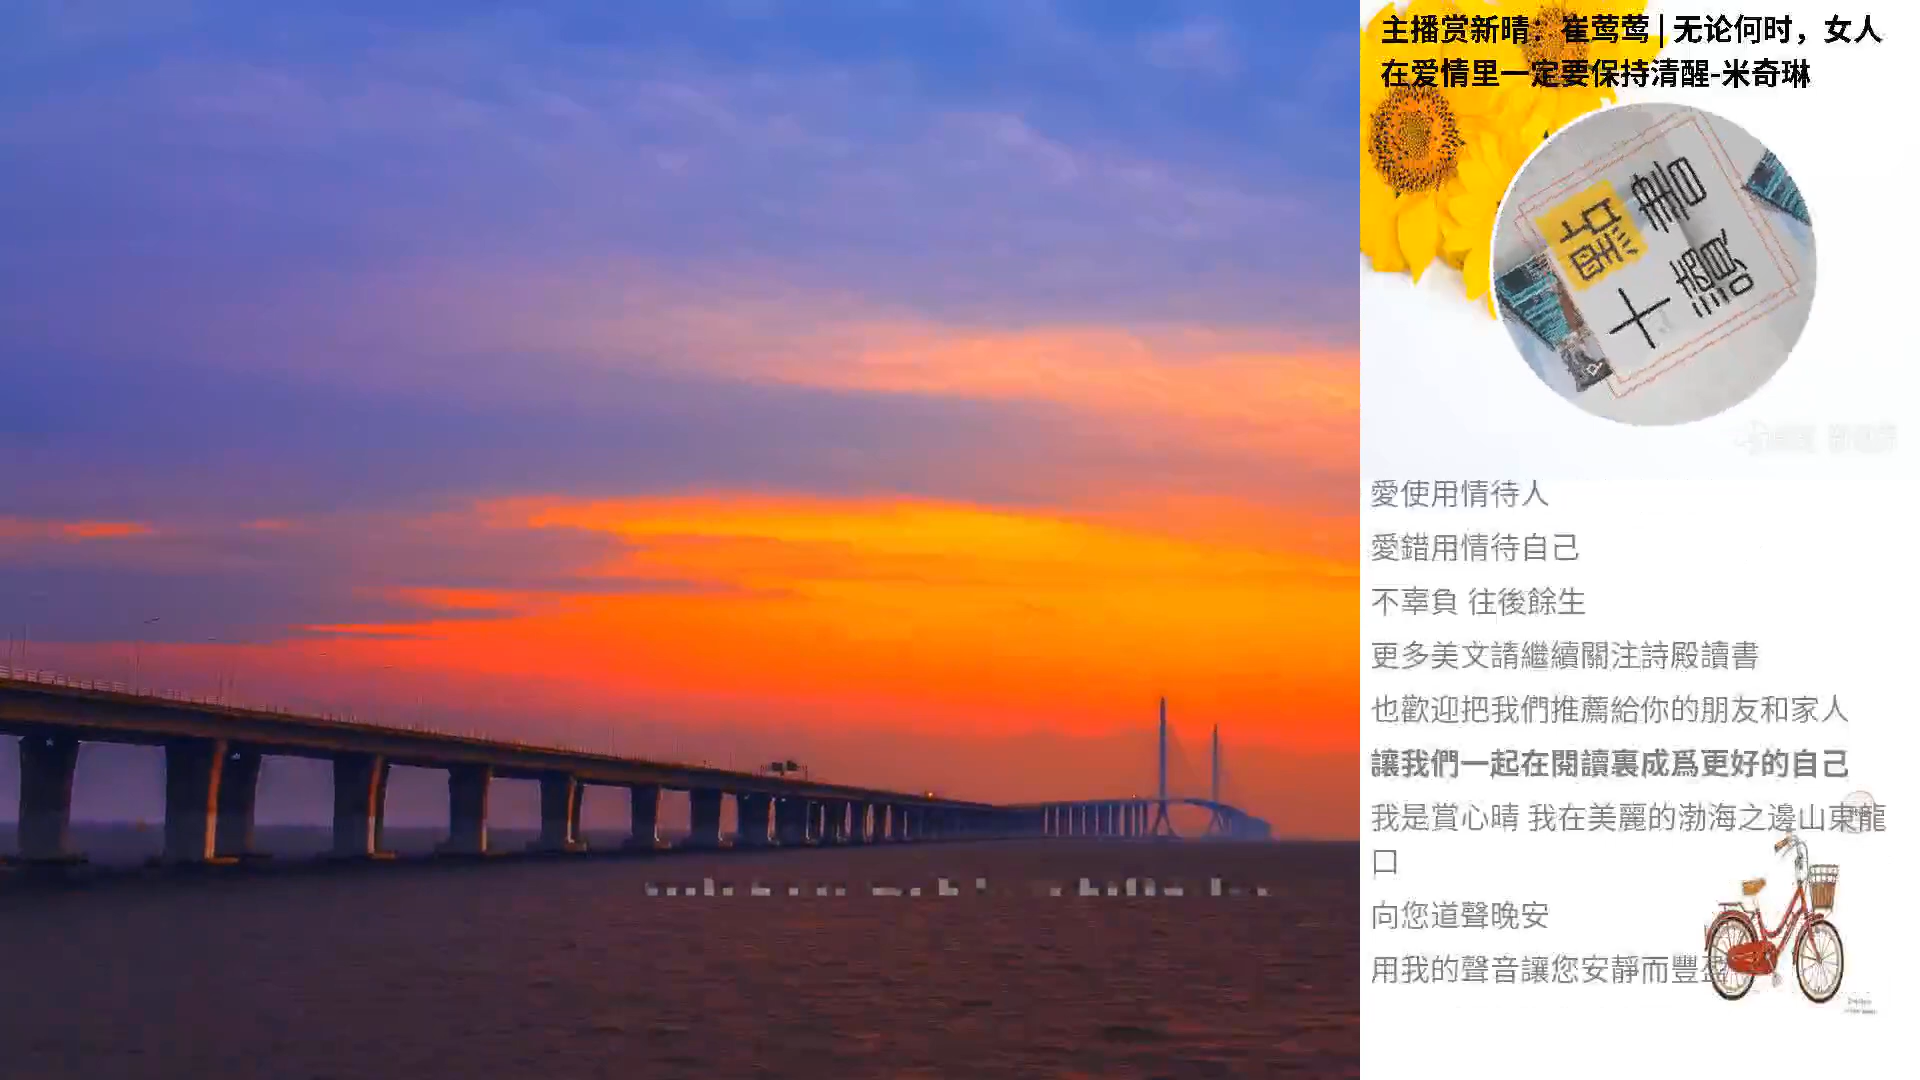 主播赏新晴：崔莺莺 | 无论何时，女人
在爱情里一定要保持清醒-米奇琳
愛使用情待人
愛錯用情待自己
不辜負 往後餘生
更多美文請繼續關注詩殿讀書
也歡迎把我們推薦給你的朋友和家人
讓我們一起在閱讀裏成爲更好的自己
我是賞心晴 我在美麗的渤海之邊山東龍
口
向您道聲晚安
用我的聲音讓您安靜而豐盈